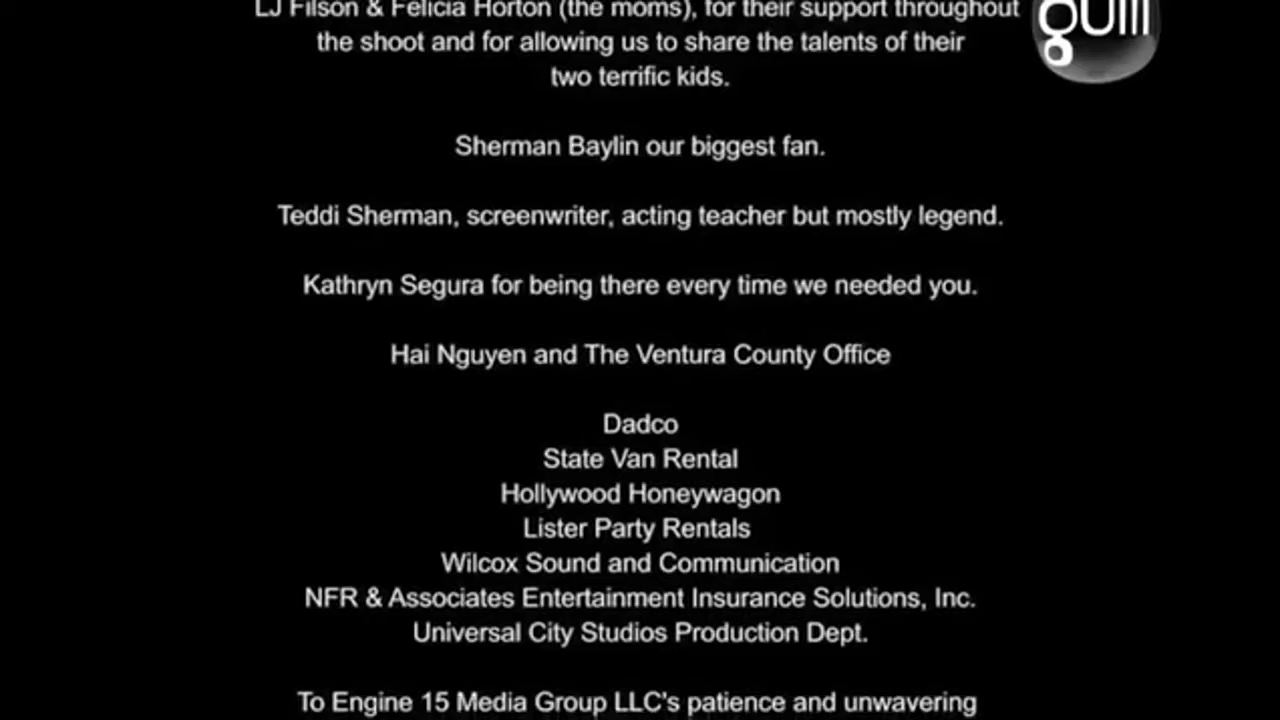 LJ Filson & Felicia Horton (the moms), for their support throughout
the shoot and for allowing us to share the talents of their
two terrific kids.
Sherman Baylin our biggest fan.
Teddi Sherman, screenwriter, acting teacher but mostly legend.
Kathryn Segura for being there every time we needed you.
Hai Nguyen and The Ventura County Office
Dadco
State Van Rental
Hollywood Honeywagon
Lister Party Rentals
Wilcox Sound and Communication
NFR & Associates Entertainment Insurance Solutions, Inc.
Universal City Studios Production Dept.
To Engine 15 Media Group LLC's patience and unwavering
gulli